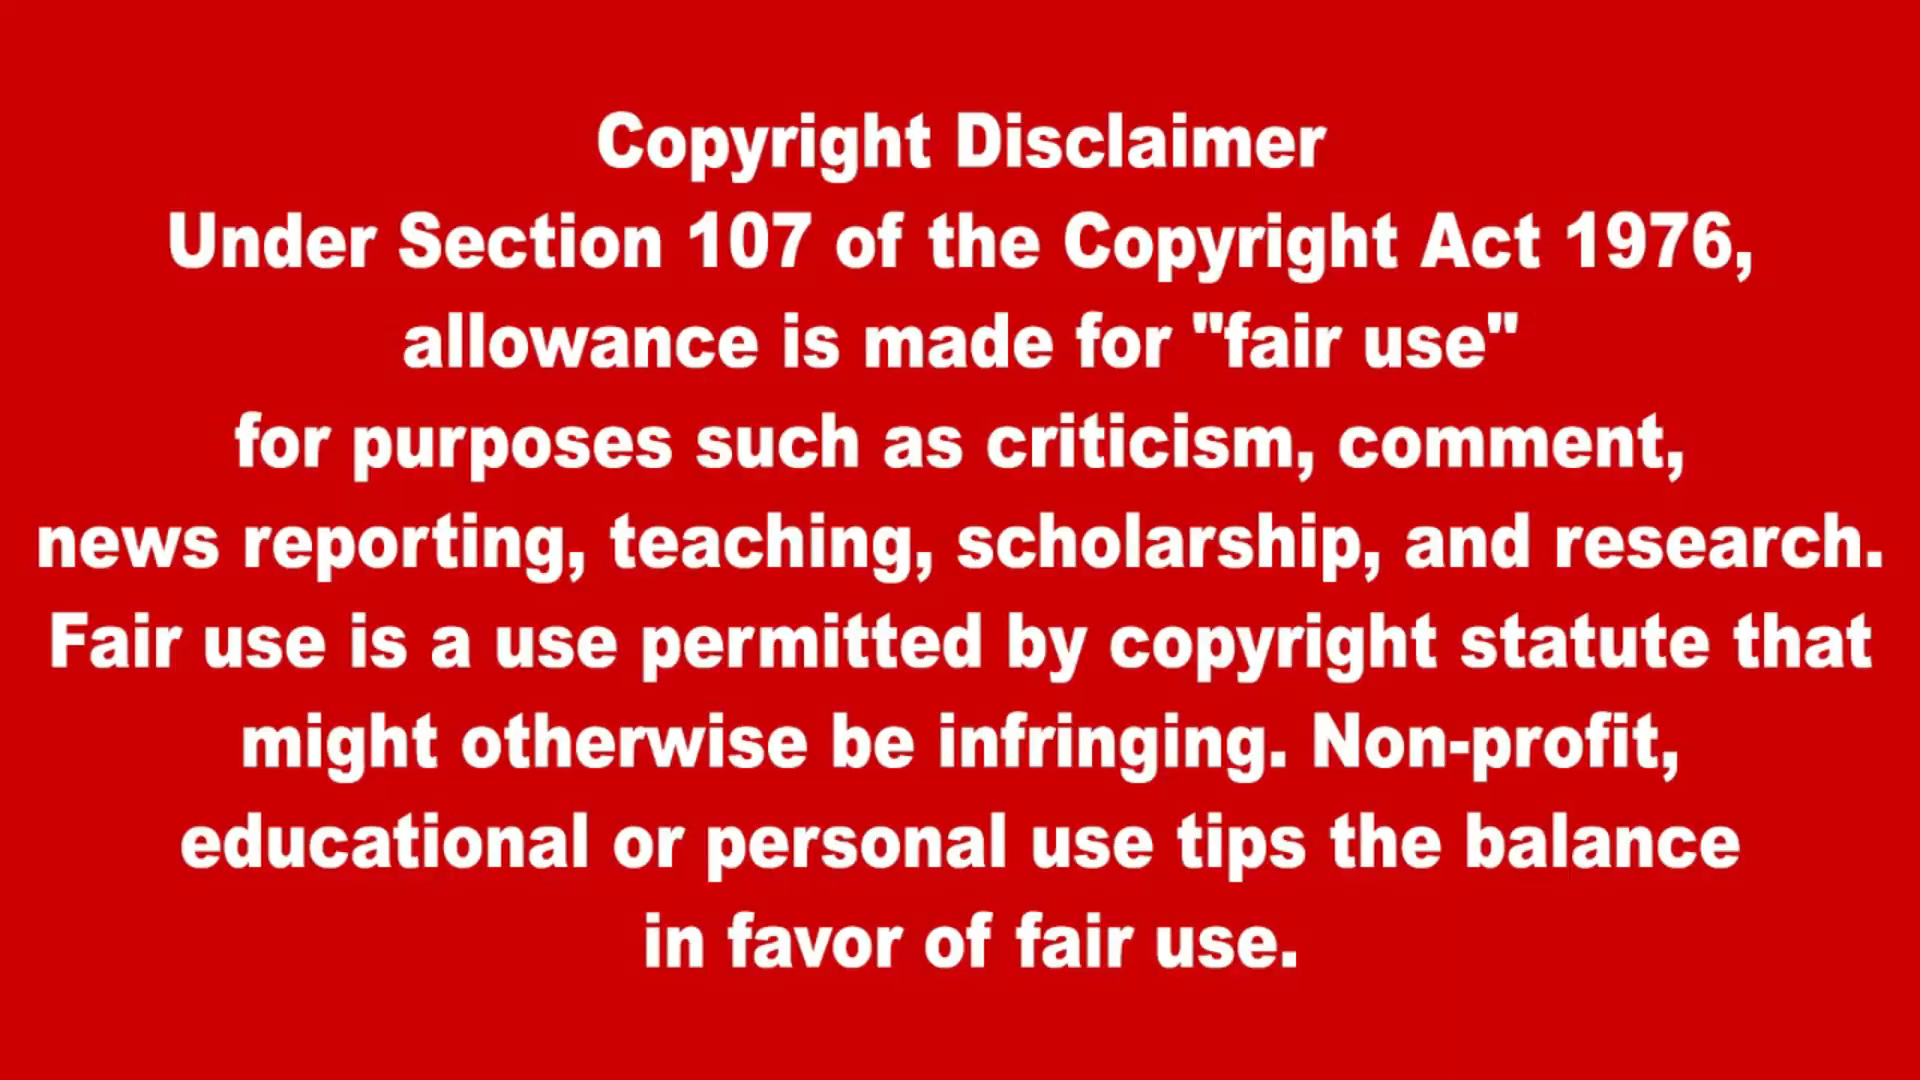 Copyright Disclaimer
Under Section 107 of the Copyright Act 1976,
allowance is made for "fair use"
for purposes such as criticism, comment,
news reporting, teaching, scholarship, and research.
Fair use is a use permitted by copyright statute that
might otherwise be infringing. Non-profit,
educational or personal use tips the balance
in favor of fair use.